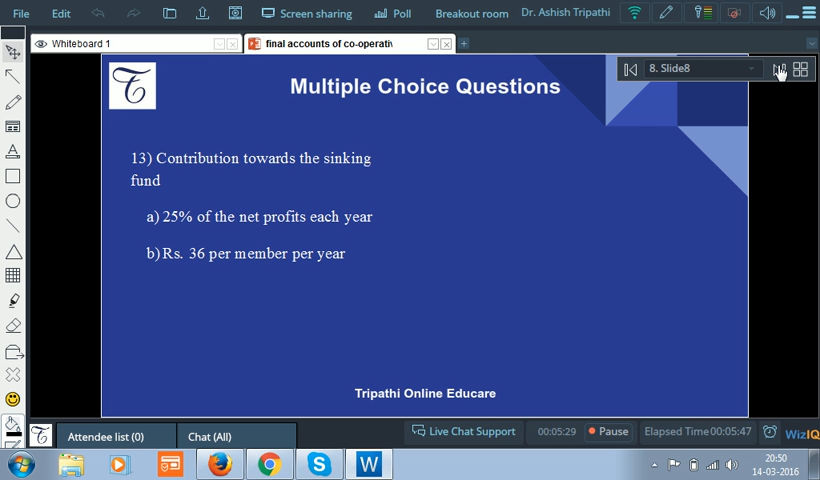 File Edit Screen sharing Poll Breakout room Dr. Ashish Tripathi
Whiteboard 1 final accounts of co-operativ
8. Slide8
Multiple Choice Questions
13) Contribution towards the sinking
fund
a) 25% of the net profits each year
b) Rs. 36 per member per year
Tripathi Online Educare
Attendee list (0) Chat (All) Live Chat Support 00:05:29 Pause Elapsed Time 00:05:47 WizIQ
20:50
14-03-2016